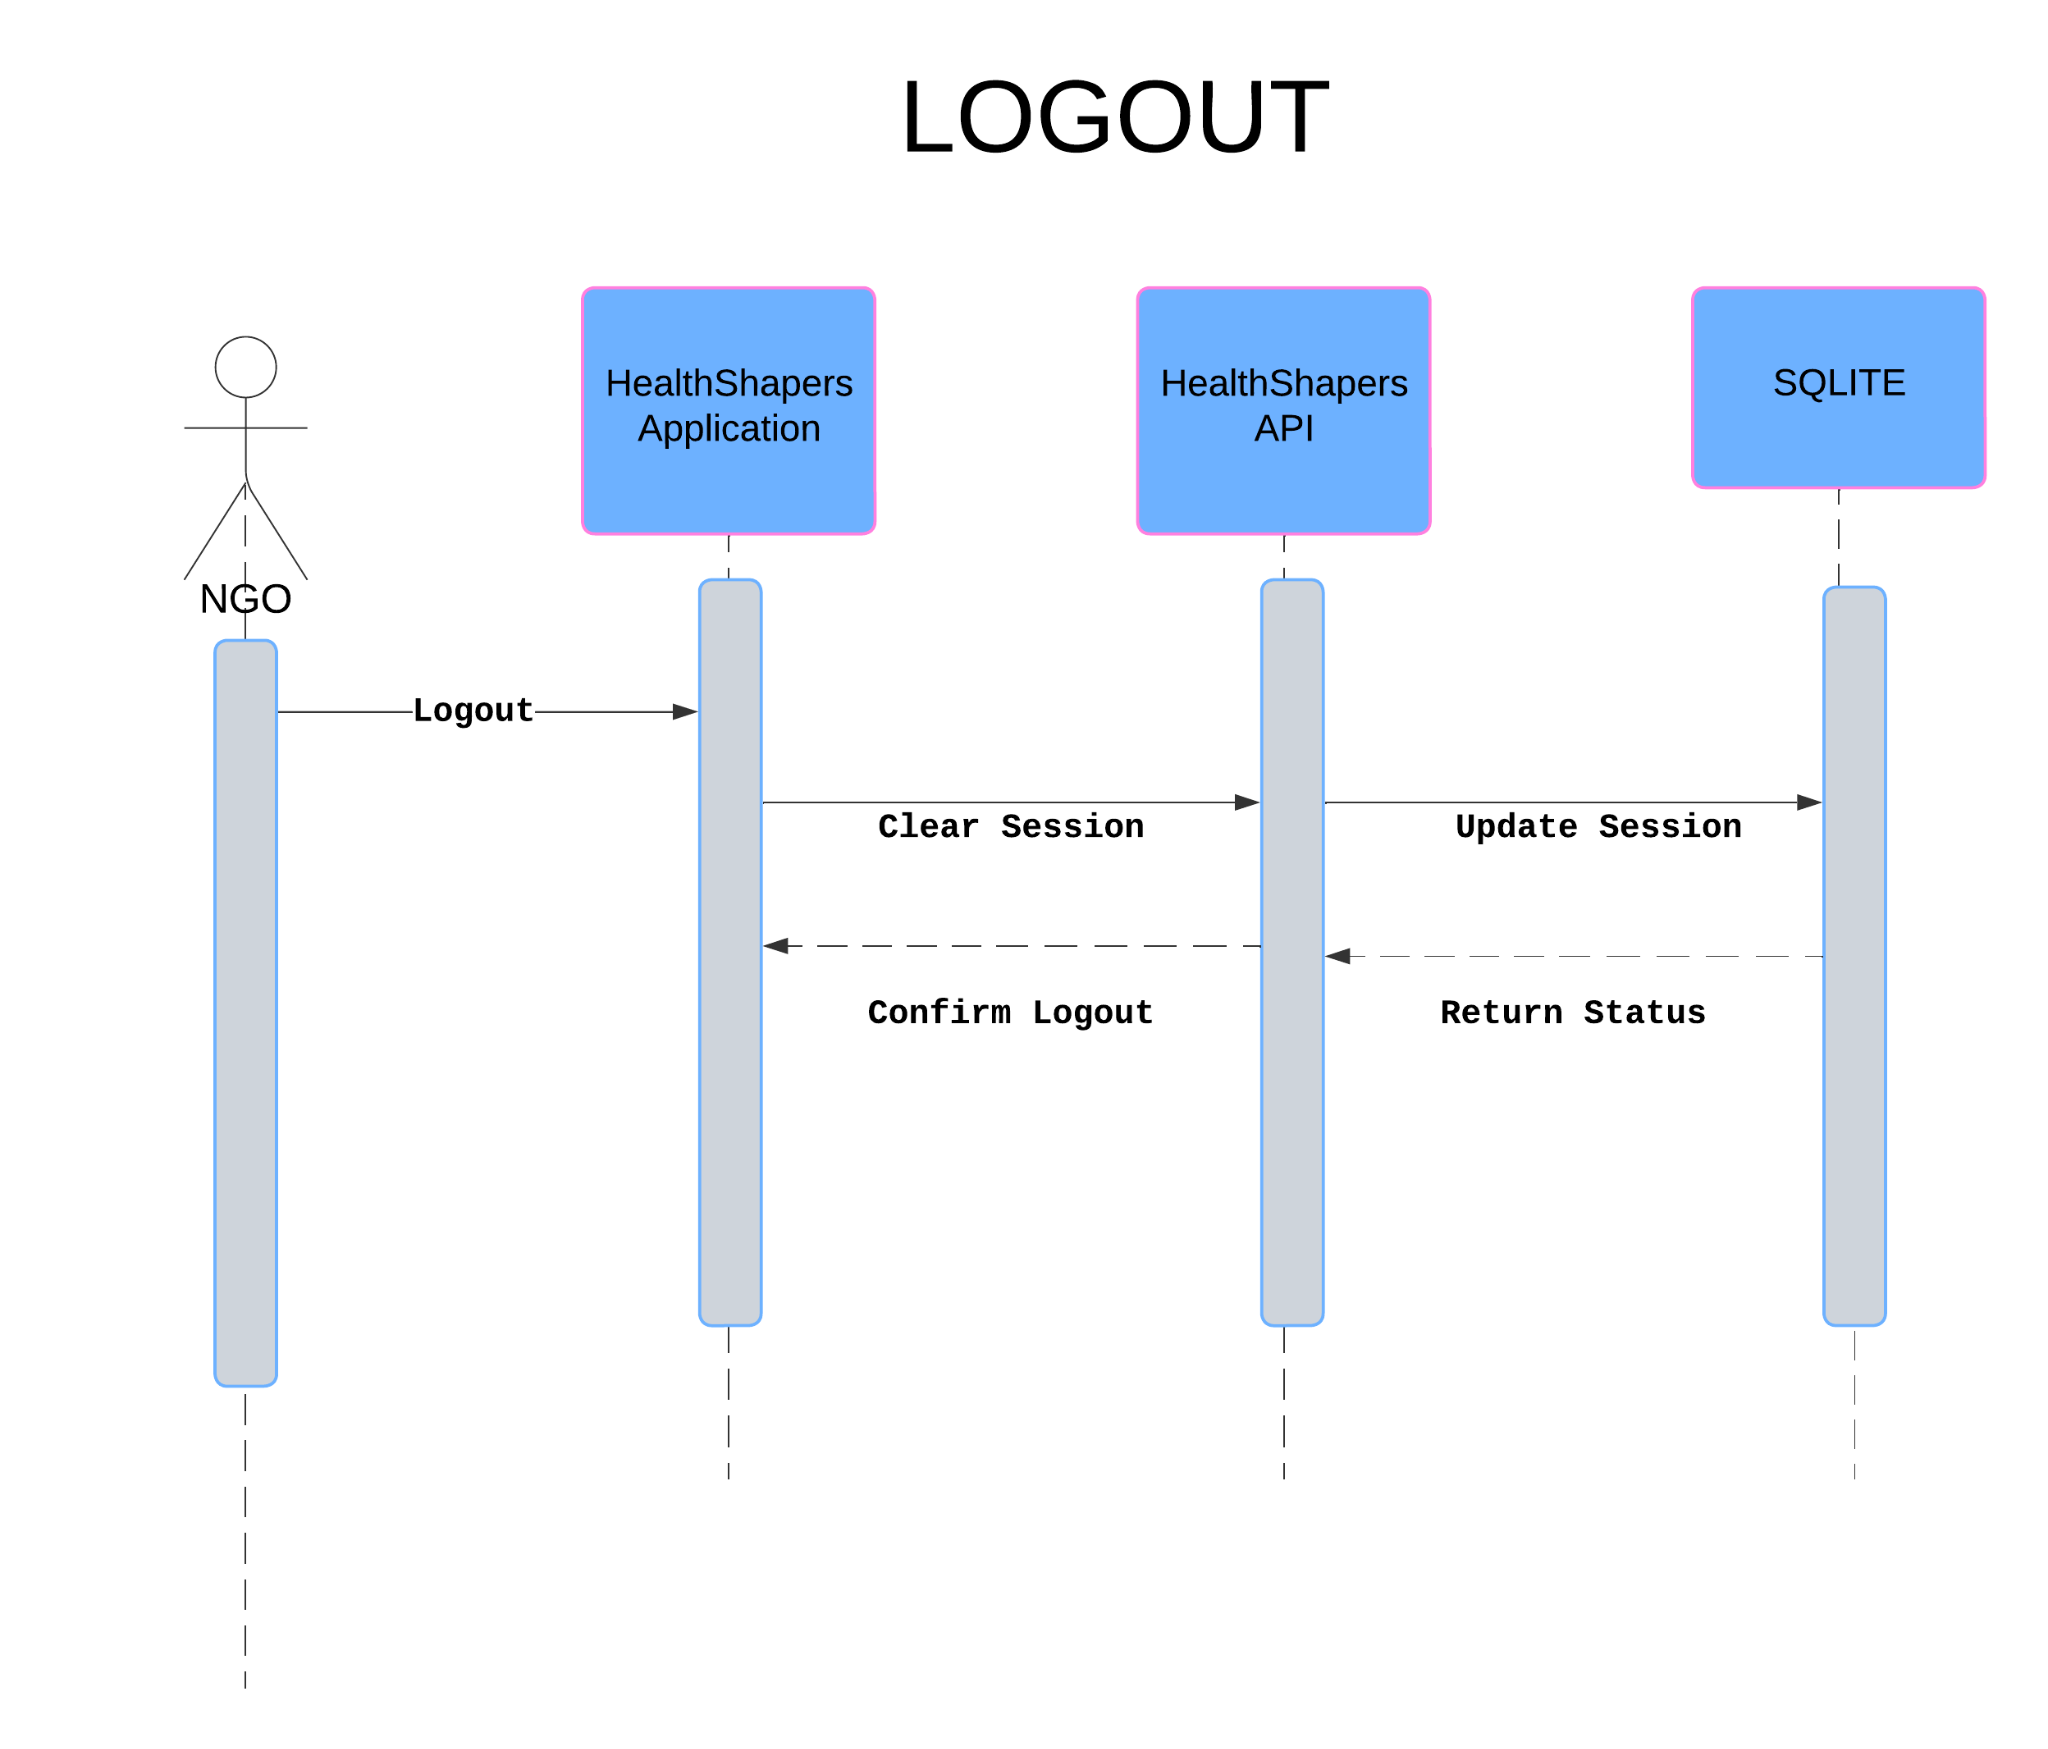 LOGOUT
HealthShapers
Application
HealthShapers
API
SQLITE
NGO
Logout
Clear Session
Update Session
Confirm Logout
Return Status